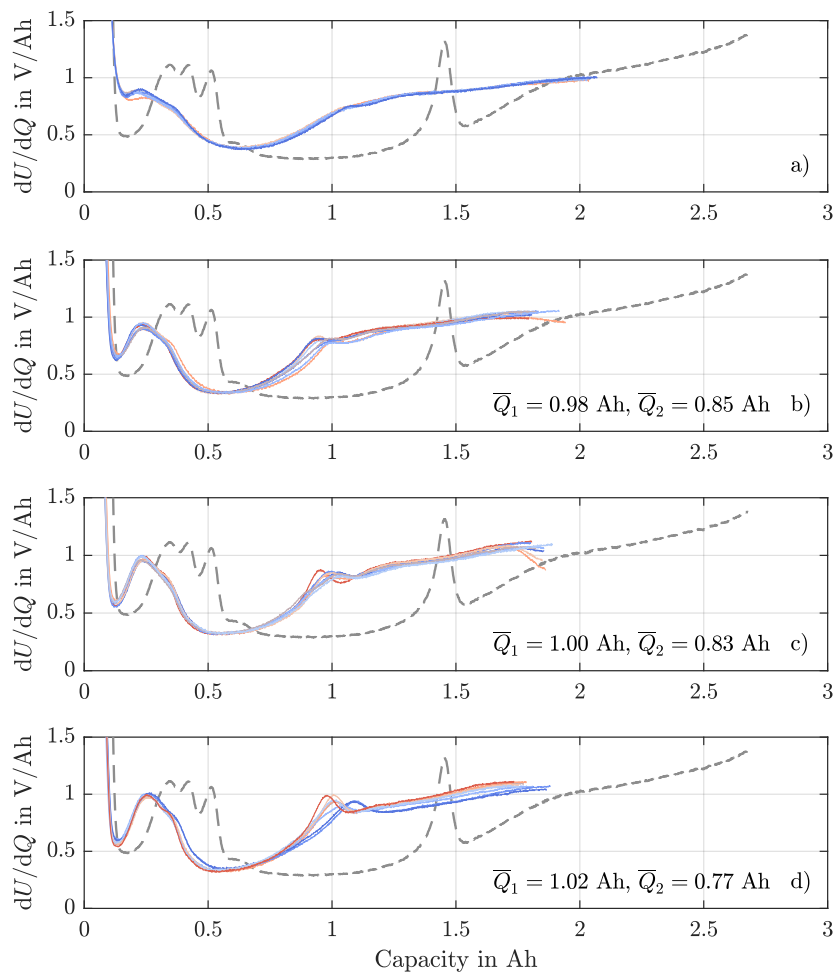 1.5
1
0.5
0
dU/dQ in V/Ah
a)
0 0.5 1 1.5 2 2.5 3
1.5
1
0.5
0
dU/dQ in V/Ah
Q̅₁ = 0.98 Ah, Q̅₂ = 0.85 Ah b)
0 0.5 1 1.5 2 2.5 3
1.5
1
0.5
0
dU/dQ in V/Ah
Q̅₁ = 1.00 Ah, Q̅₂ = 0.83 Ah c)
0 0.5 1 1.5 2 2.5 3
1.5
1
0.5
0
dU/dQ in V/Ah
Q̅₁ = 1.02 Ah, Q̅₂ = 0.77 Ah d)
0 0.5 1 1.5 2 2.5 3
Capacity in Ah